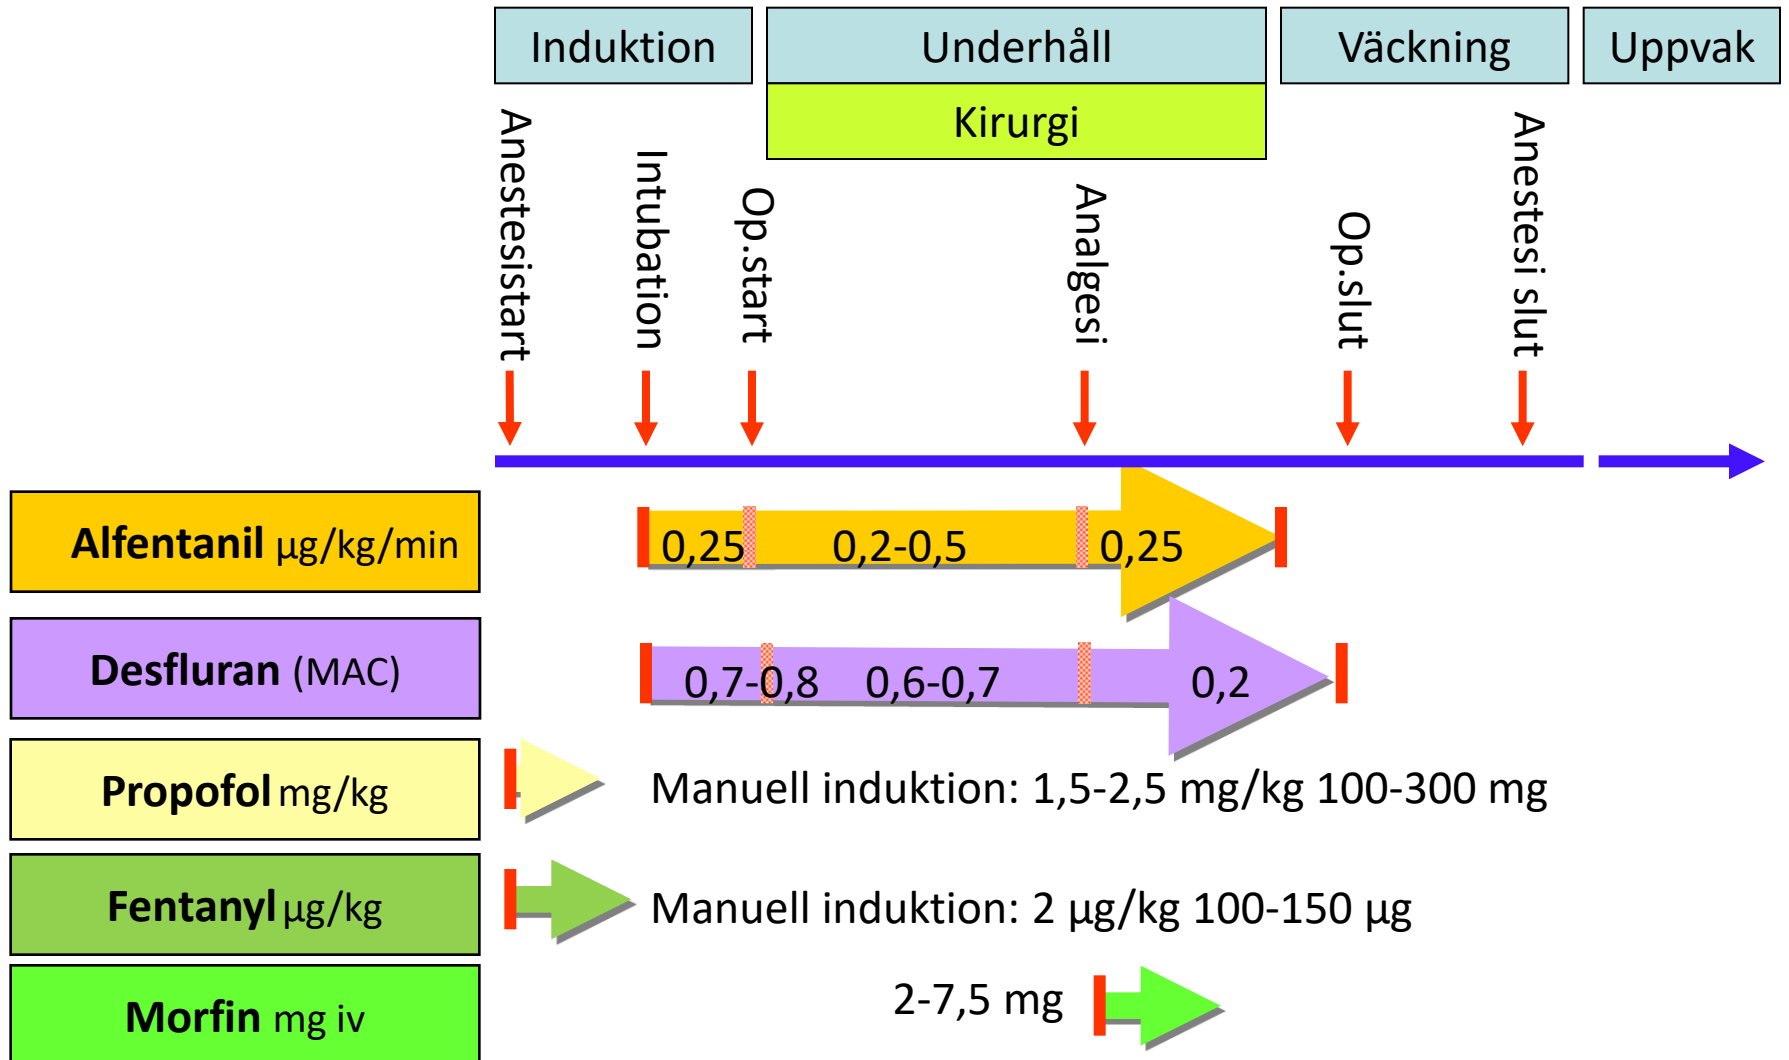 Induktion
Underhåll
Väckning
Uppvak
Kirurgi
Anestesistart
Intubation
Op.start
Analgesi
Op.slut
Anestesi slut
Alfentanil µg/kg/min
0,25
0,2-0,5
0,25
Desfluran (MAC)
0,7-0,8
0,6-0,7
0,2
Propofol mg/kg
Manuell induktion: 1,5-2,5 mg/kg 100-300 mg
Fentanyl µg/kg
Manuell induktion: 2 µg/kg 100-150 µg
Morfin mg iv
2-7,5 mg